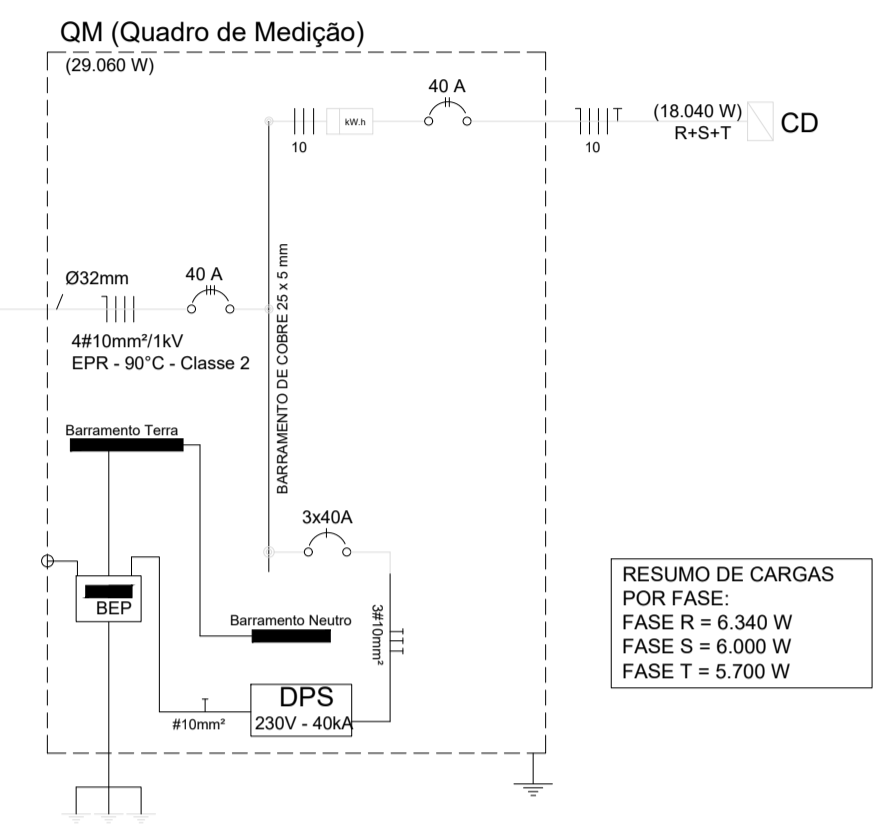 QM (Quadro de Medição)
(29.060 W)
40 A
kW.h
10
10
(18.040 W)
R+S+T
CD
Ø32mm
40 A
4#10mm²/1kV
EPR - 90°C - Classe 2
BARRAMENTO DE COBRE 25 x 5 mm
Barramento Terra
3x40A
BEP
Barramento Neutro
3#10mm²
#10mm²
DPS
230V - 40kA
RESUMO DE CARGAS
POR FASE:
FASE R = 6.340 W
FASE S = 6.000 W
FASE T = 5.700 W